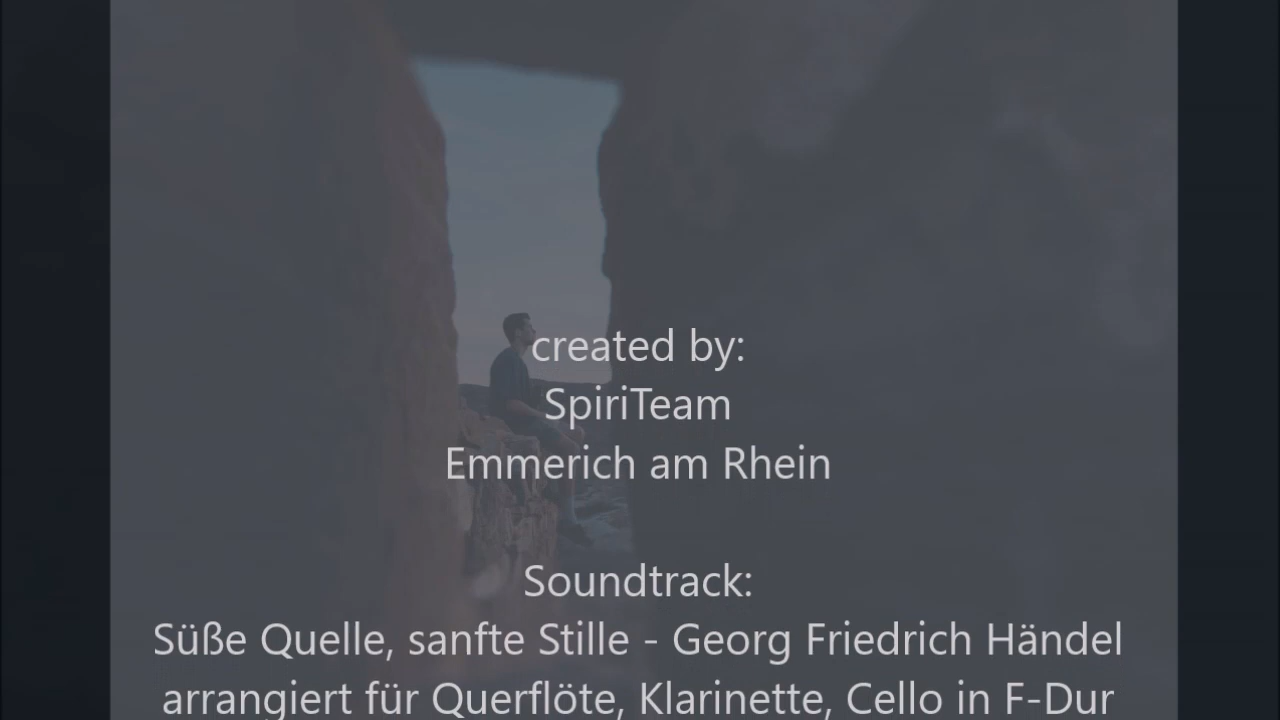 created by:
SpiriTeam
Emmerich am Rhein
Soundtrack:
Süße Quelle, sanfte Stille - Georg Friedrich Händel
arrangiert für Querflöte, Klarinette, Cello in F-Dur